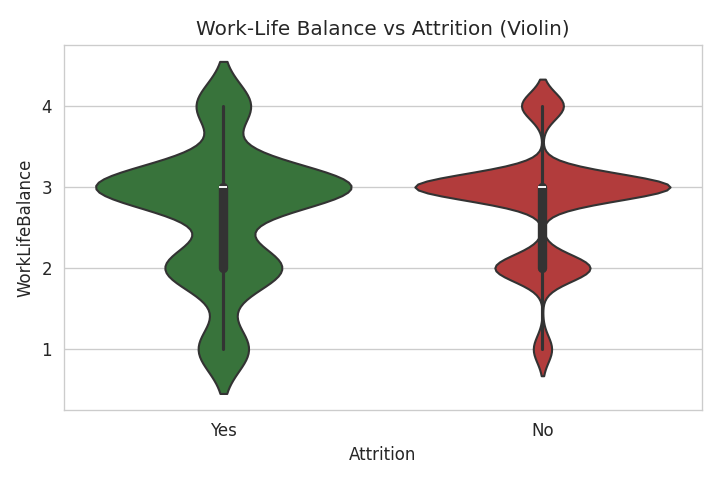 Work-Life Balance vs Attrition (Violin)
WorkLifeBalance
4
3
2
1
Yes
No
Attrition